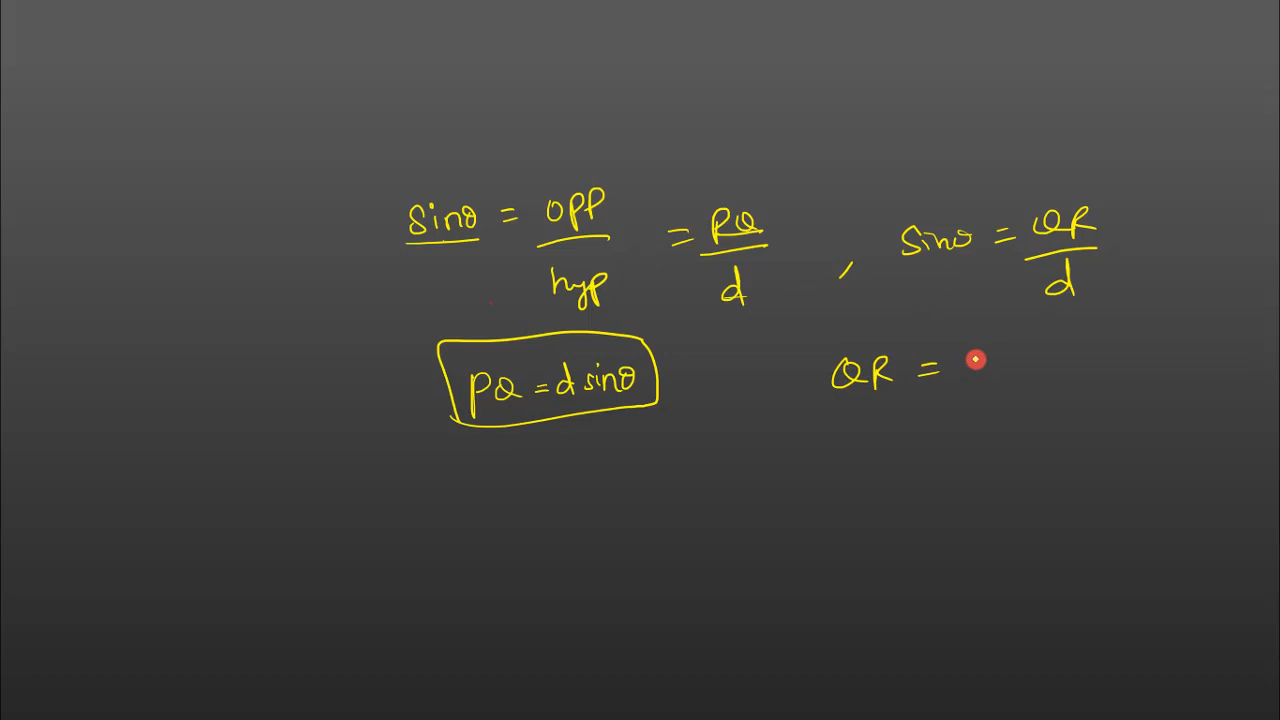 sinθ = opp/hyp = PQ/d , sinθ = QR/d
PQ = d sinθ
QR =